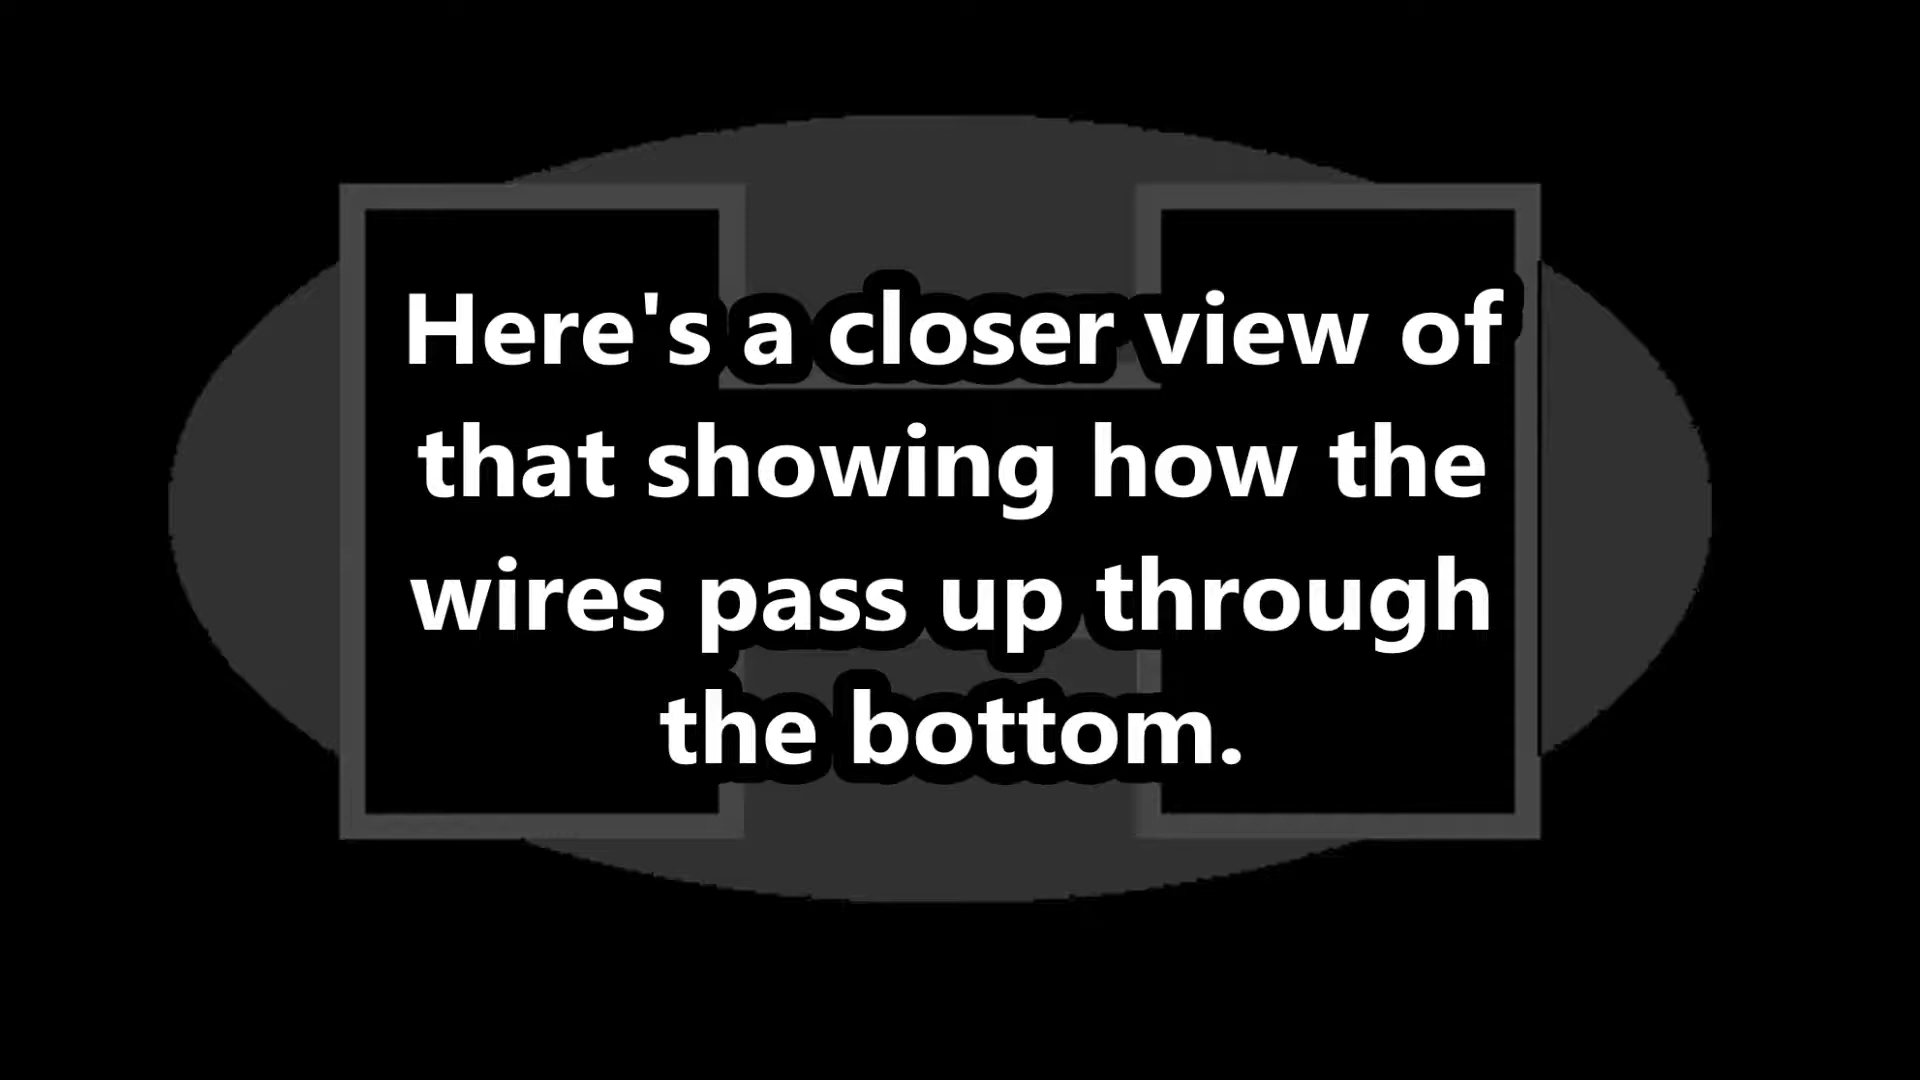 Here's a closer view of
that showing how the
wires pass up through
the bottom.